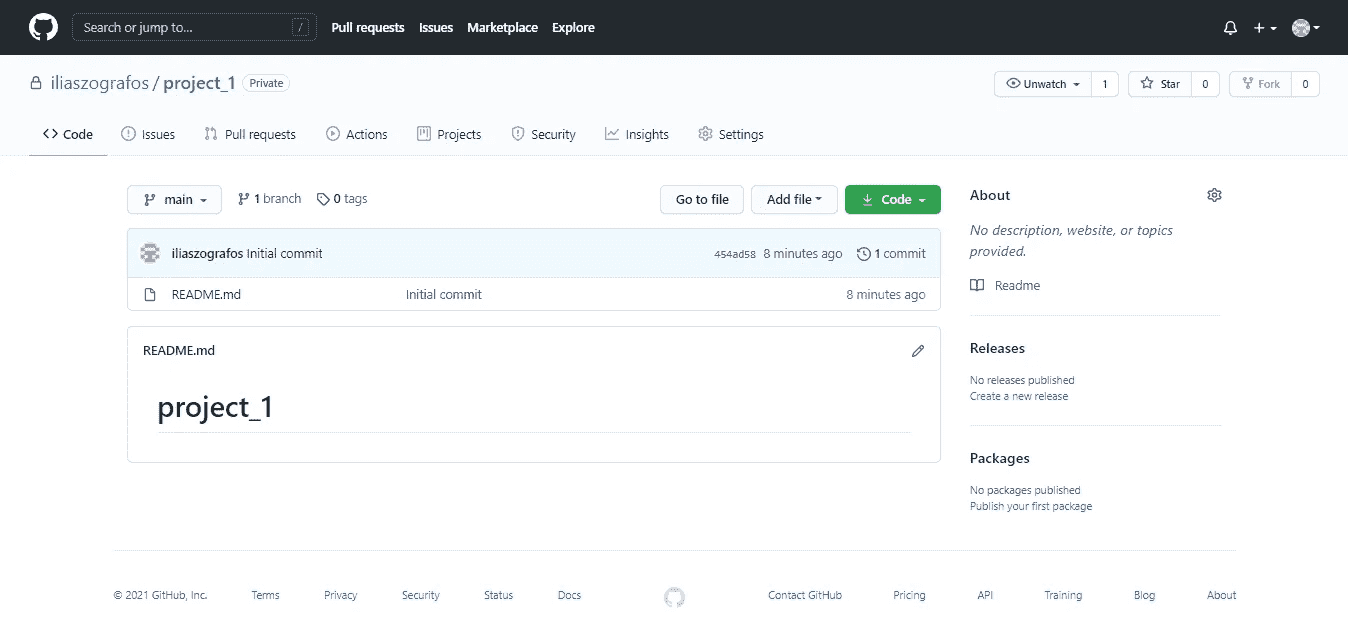 Search or jump to... /
Pull requests Issues Marketplace Explore
iliaszografos / project_1 Private
Unwatch 1 Star 0 Fork 0
Code Issues Pull requests Actions Projects Security Insights Settings
main 1 branch 0 tags
Go to file Add file Code
iliaszografos Initial commit 454ad58 8 minutes ago 1 commit
README.md Initial commit 8 minutes ago
README.md
project_1
About
No description, website, or topics
provided.
Readme
Releases
No releases published
Create a new release
Packages
No packages published
Publish your first package
© 2021 GitHub, Inc. Terms Privacy Security Status Docs Contact GitHub Pricing API Training Blog About